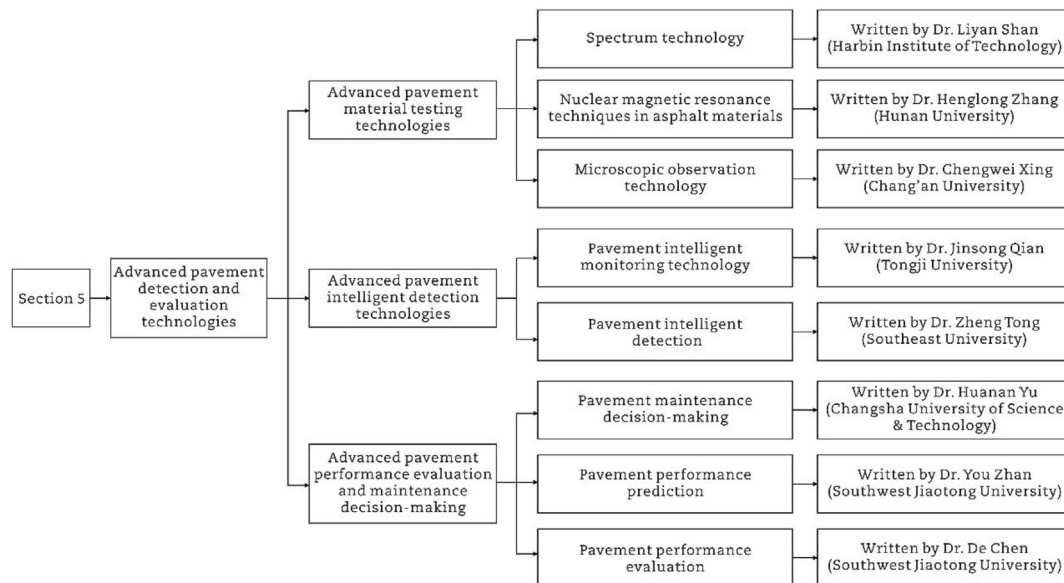 Section 5
Advanced pavement
detection and
evaluation
technologies
Advanced pavement
material testing
technologies
Spectrum technology
Written by Dr. Liyan Shan
(Harbin Institute of Technology)
Nuclear magnetic resonance
techniques in asphalt materials
Written by Dr. Henglong Zhang
(Hunan University)
Microscopic observation
technology
Written by Dr. Chengwei Xing
(Chang'an University)
Advanced pavement
intelligent detection
technologies
Pavement intelligent
monitoring technology
Written by Dr. Jinsong Qian
(Tongji University)
Pavement intelligent
detection
Written by Dr. Zheng Tong
(Southeast University)
Advanced pavement
performance evaluation
and maintenance
decision-making
Pavement maintenance
decision-making
Written by Dr. Huanan Yu
(Changsha University of Science
& Technology)
Pavement performance
prediction
Written by Dr. You Zhan
(Southwest Jiaotong University)
Pavement performance
evaluation
Written by Dr. De Chen
(Southwest Jiaotong University)